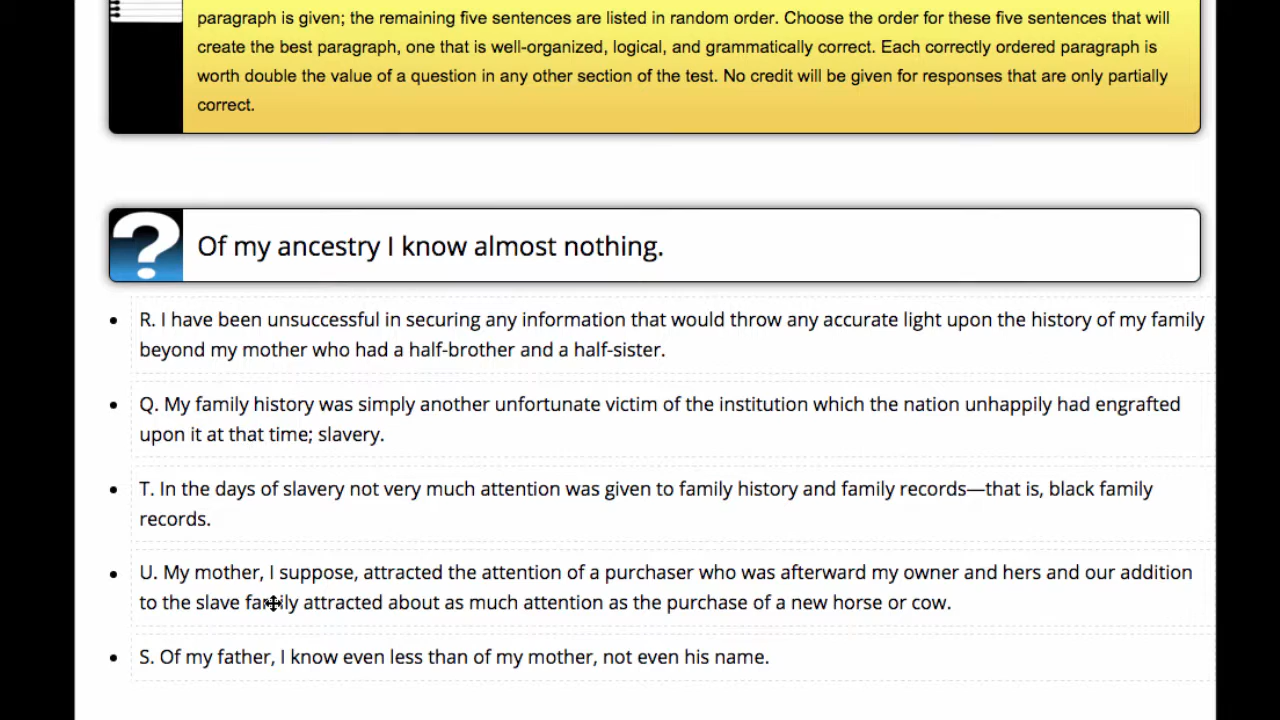 paragraph is given; the remaining five sentences are listed in random order. Choose the order for these five sentences that will
create the best paragraph, one that is well-organized, logical, and grammatically correct. Each correctly ordered paragraph is
worth double the value of a question in any other section of the test. No credit will be given for responses that are only partially
correct.
Of my ancestry I know almost nothing.
R. I have been unsuccessful in securing any information that would throw any accurate light upon the history of my family
beyond my mother who had a half-brother and a half-sister.
Q. My family history was simply another unfortunate victim of the institution which the nation unhappily had engrafted
upon it at that time; slavery.
T. In the days of slavery not very much attention was given to family history and family records—that is, black family
records.
U. My mother, I suppose, attracted the attention of a purchaser who was afterward my owner and hers and our addition
to the slave family attracted about as much attention as the purchase of a new horse or cow.
S. Of my father, I know even less than of my mother, not even his name.